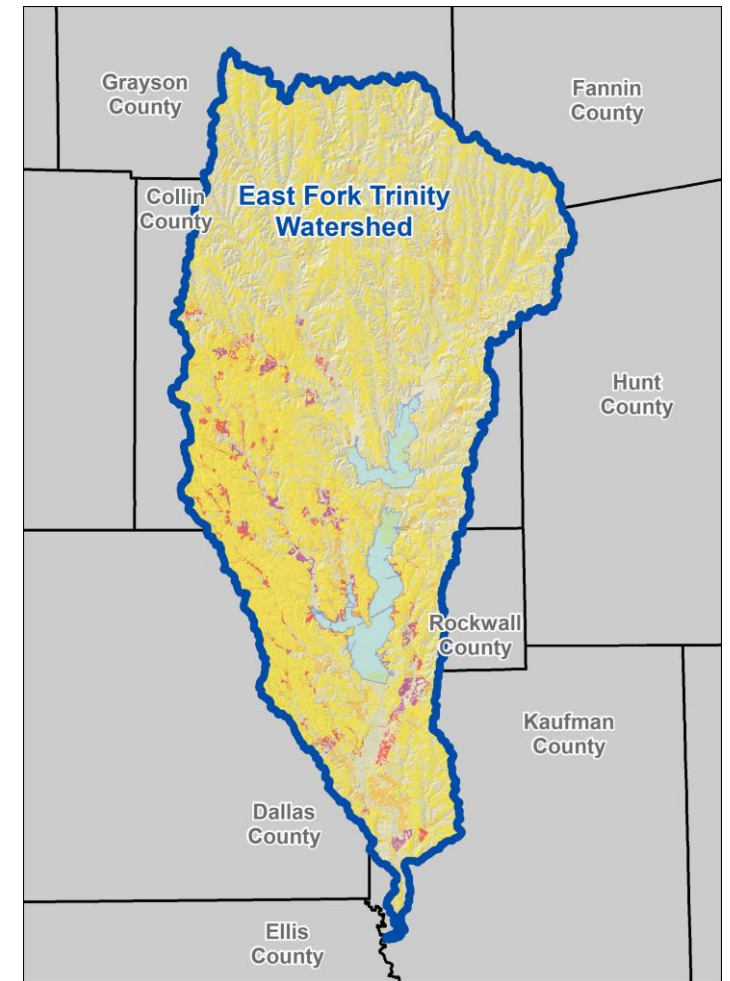 Grayson
County
Fannin
County
Collin
County
East Fork Trinity
Watershed
Hunt
County
Rockwall
County
Kaufman
County
Dallas
County
Ellis
County